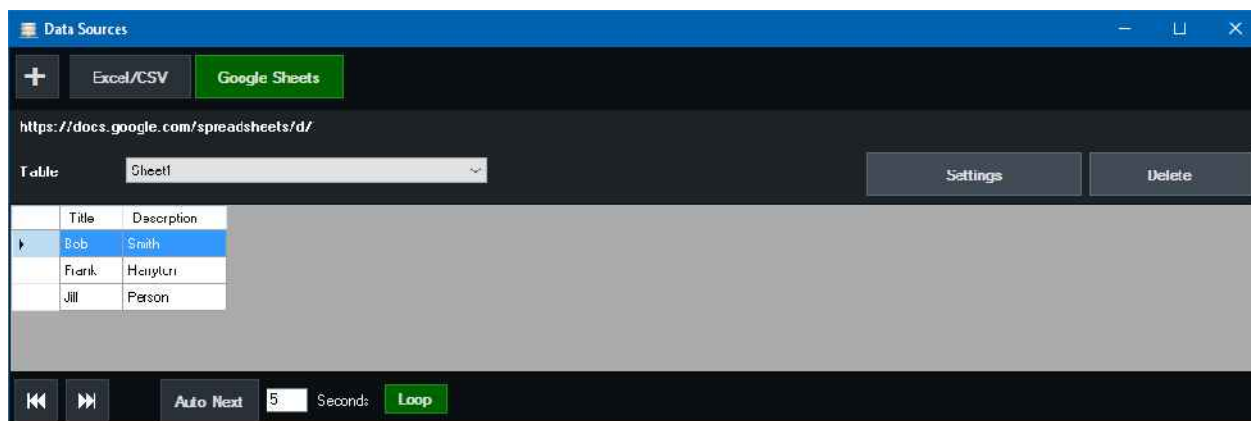 Data Sources
+ Excel/CSV Google Sheets
https://docs.google.com/spreadsheets/d/
Table Sheet1 Settings Delete
Title Description
Bob Smith
Frank
Jill Person
Auto Next 5 Seconds Loop